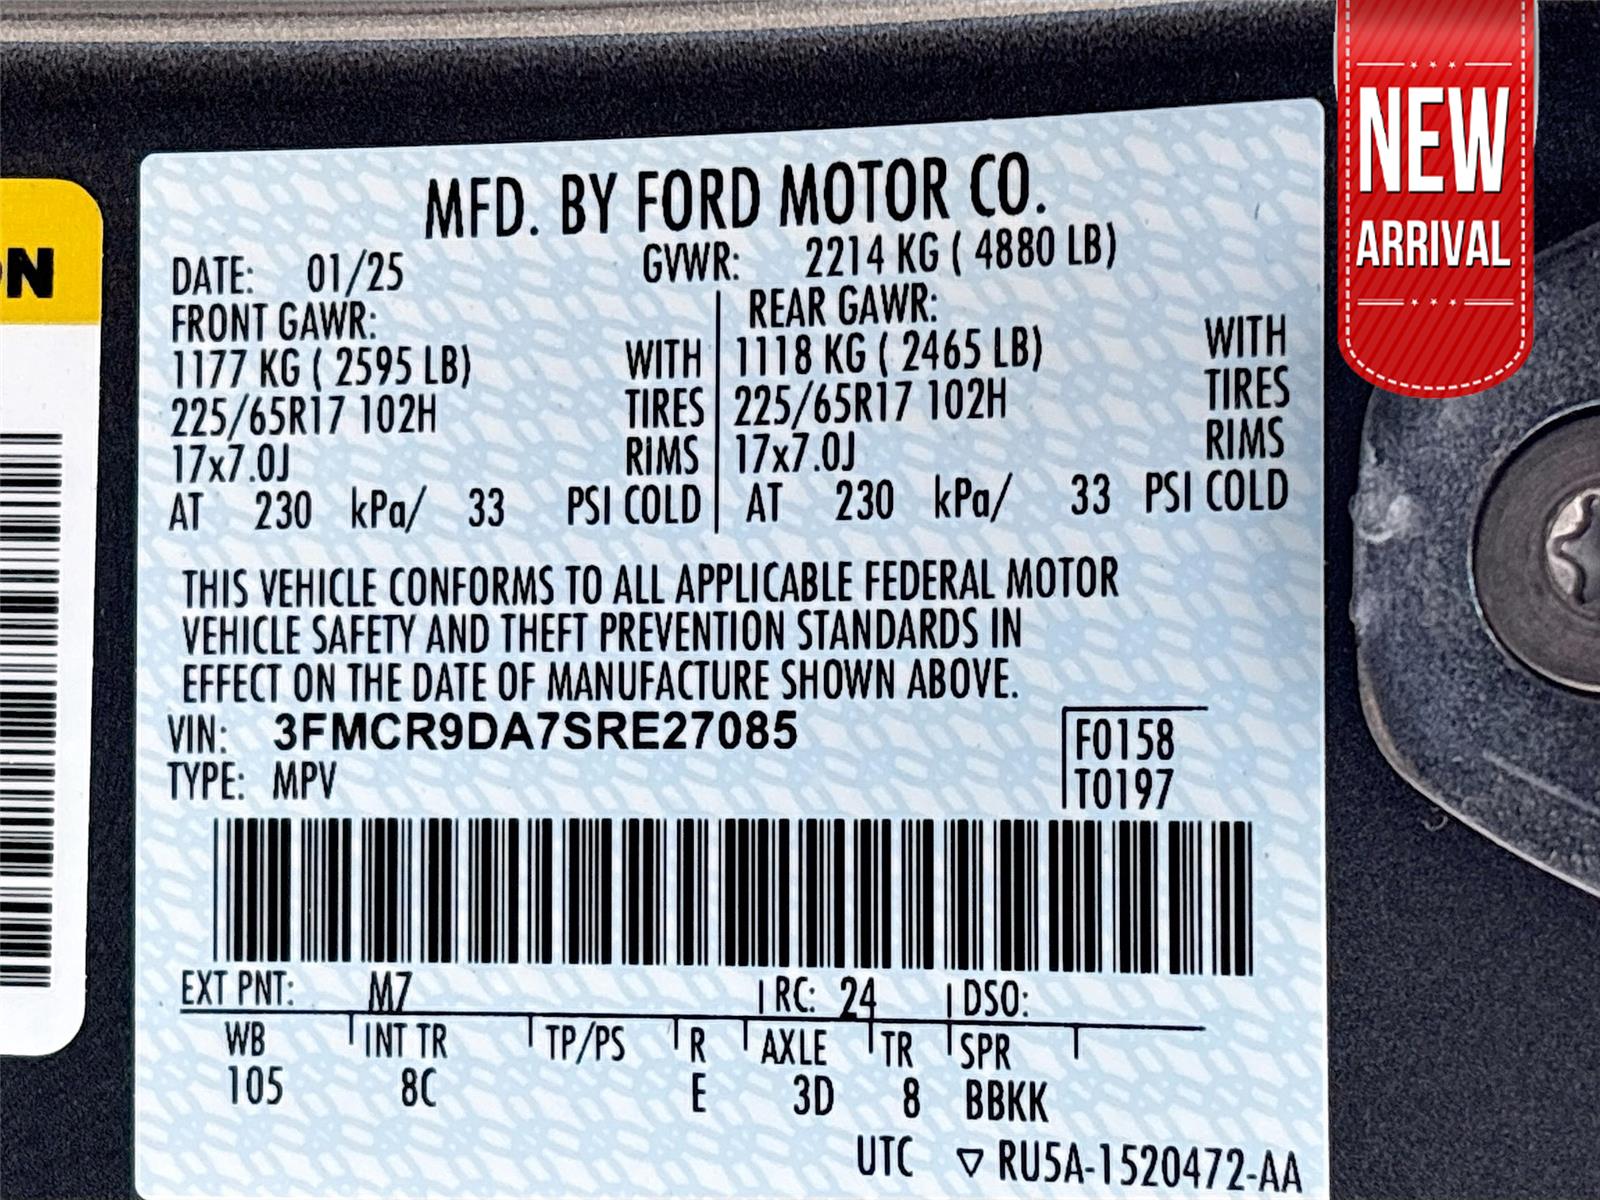 NEW
ARRIVAL
ON
MFD. BY FORD MOTOR CO.
DATE: 01/25 GVWR: 2214 KG ( 4880 LB)
FRONT GAWR: REAR GAWR:
1177 KG ( 2595 LB) WITH 1118 KG ( 2465 LB) WITH
225/65R17 102H TIRES 225/65R17 102H TIRES
17x7.0J RIMS 17x7.0J RIMS
AT 230 kPa/ 33 PSI COLD AT 230 kPa/ 33 PSI COLD
THIS VEHICLE CONFORMS TO ALL APPLICABLE FEDERAL MOTOR
VEHICLE SAFETY AND THEFT PREVENTION STANDARDS IN
EFFECT ON THE DATE OF MANUFACTURE SHOWN ABOVE.
VIN: 3FMCR9DA7SRE27085 F0158
TYPE: MPV T0197
EXT PNT: M7 RC: 24 DSO:
WB INT TR TP/PS R AXLE TR SPR
105 8C E 3D 8 BBKK
UTC ▽ RU5A-1520472-AA